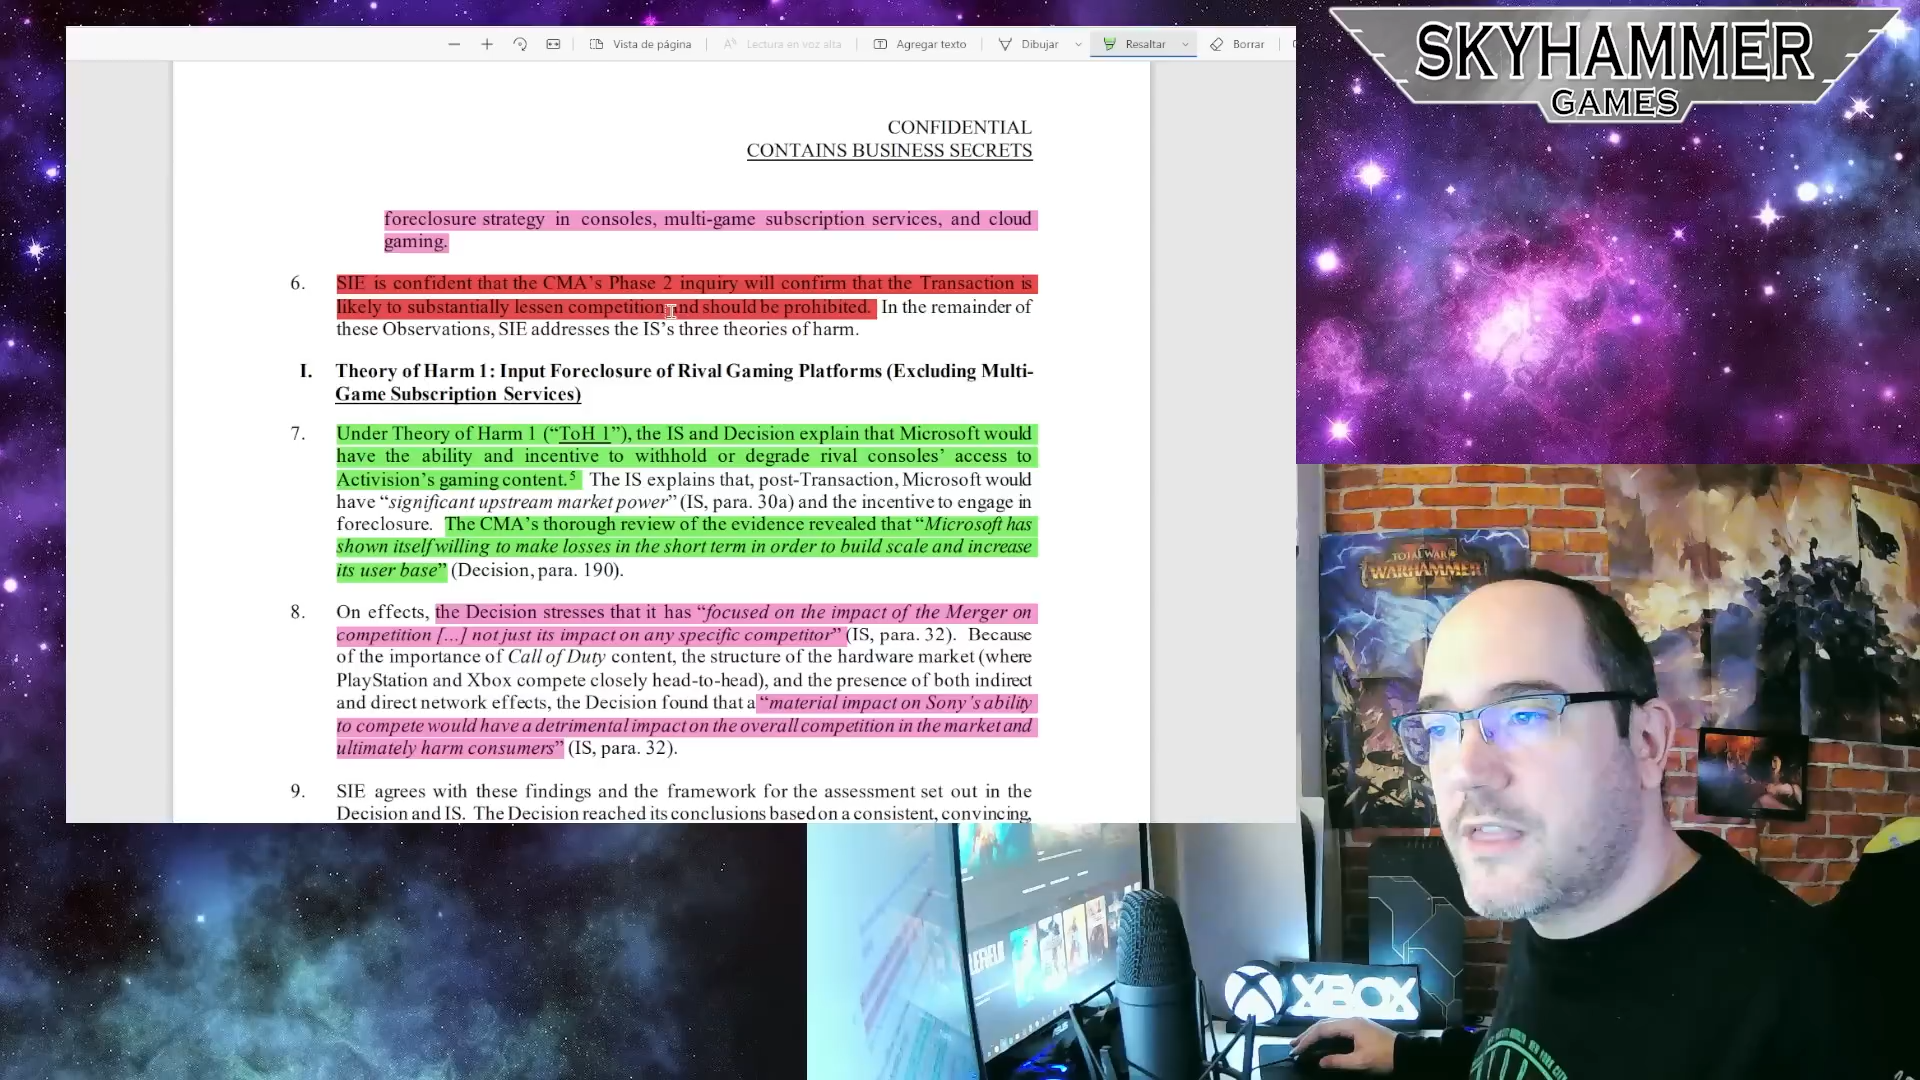 Vista de página
Lectura en voz alta
Agregar texto
Dibujar
Resaltar
Borrar
SKYHAMMER
GAMES
CONFIDENTIAL
CONTAINS BUSINESS SECRETS
foreclosure strategy in consoles, multi-game subscription services, and cloud
gaming.
6. SIE is confident that the CMA's Phase 2 inquiry will confirm that the Transaction is
likely to substantially lessen competition and should be prohibited. In the remainder of
these Observations, SIE addresses the IS's three theories of harm.
I. Theory of Harm 1: Input Foreclosure of Rival Gaming Platforms (Excluding Multi-
Game Subscription Services)
7. Under Theory of Harm 1 (“ToH 1”), the IS and Decision explain that Microsoft would
have the ability and incentive to withhold or degrade rival consoles’ access to
Activision’s gaming content.5 The IS explains that, post-Transaction, Microsoft would
have “significant upstream market power” (IS, para. 30a) and the incentive to engage in
foreclosure. The CMA’s thorough review of the evidence revealed that “Microsoft has
shown itself willing to make losses in the short term in order to build scale and increase
its user base” (Decision, para. 190).
8. On effects, the Decision stresses that it has “focused on the impact of the Merger on
competition [...] not just its impact on any specific competitor” (IS, para. 32). Because
of the importance of Call of Duty content, the structure of the hardware market (where
PlayStation and Xbox compete closely head-to-head), and the presence of both indirect
and direct network effects, the Decision found that a “material impact on Sony’s ability
to compete would have a detrimental impact on the overall competition in the market and
ultimately harm consumers” (IS, para. 32).
9. SIE agrees with these findings and the framework for the assessment set out in the
Decision and IS. The Decision reached its conclusions based on a consistent, convincing,
TOTAL WAR
WARHAMMER
XBOX